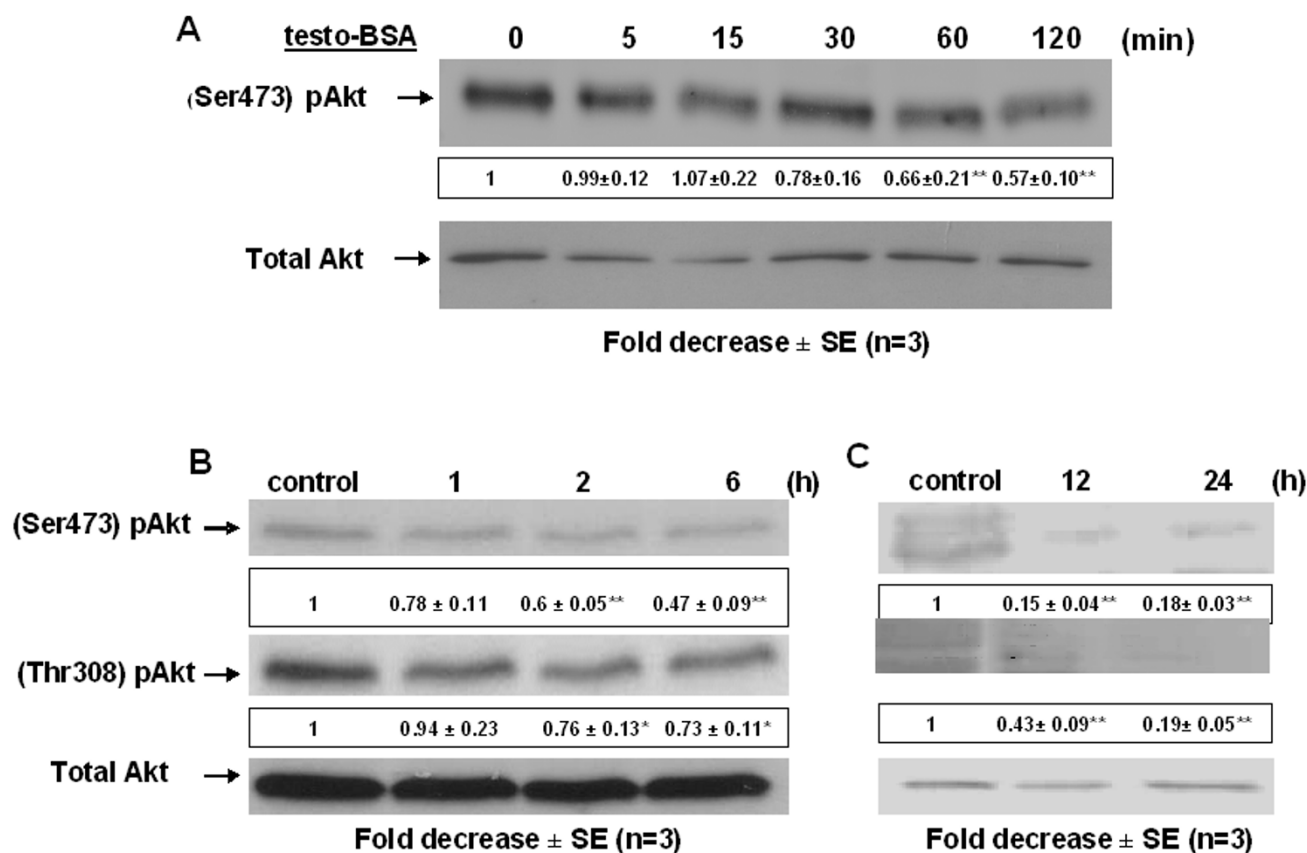 A
testo-BSA 0 5 15 30 60 120 (min)
(Ser473) pAkt
1 0.99±0.12 1.07±0.22 0.78±0.16 0.66±0.21** 0.57±0.10**
Total Akt
Fold decrease ± SE (n=3)
B
control 1 2 6 (h)
(Ser473) pAkt
1 0.78 ± 0.11 0.6 ± 0.05** 0.47 ± 0.09**
(Thr308) pAkt
1 0.94 ± 0.23 0.76 ± 0.13* 0.73 ± 0.11*
Total Akt
Fold decrease ± SE (n=3)
C
control 12 24 (h)
1 0.15 ± 0.04** 0.18± 0.03**
1 0.43± 0.09** 0.19± 0.05**
Fold decrease ± SE (n=3)